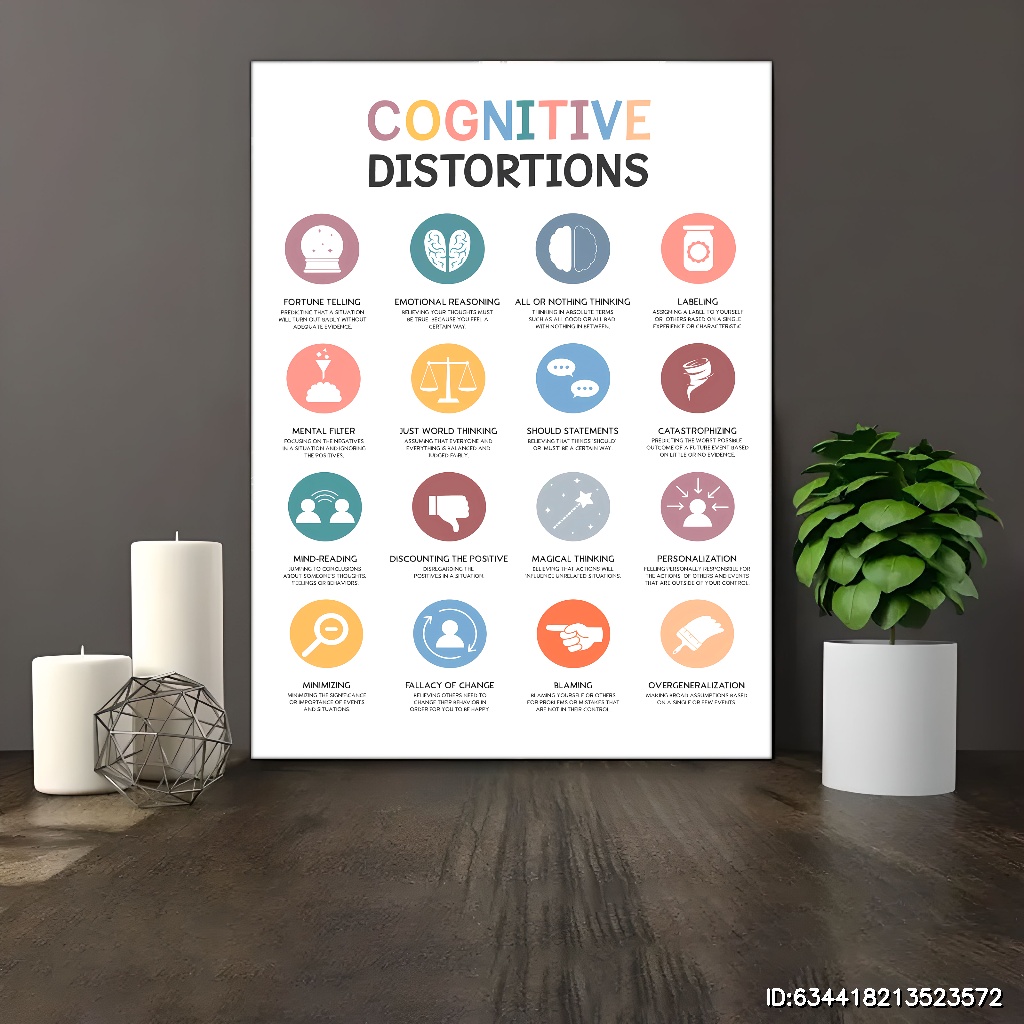 COGNITIVE
DISTORTIONS
FORTUNE TELLING
PREDICTING THAT A SITUATION
WILL TURN OUT BADLY WITHOUT
ADEQUATE EVIDENCE.
EMOTIONAL REASONING
BELIEVING YOUR THOUGHTS MUST
BE TRUE BECAUSE YOU FEEL A
CERTAIN WAY.
ALL OR NOTHING THINKING
THINKING IN ABSOLUTE TERMS
SUCH AS ALL GOOD OR ALL BAD
WITH NOTHING IN BETWEEN.
LABELING
ASSIGNING A LABEL TO YOURSELF
OR OTHERS BASED ON A SINGLE
EXPERIENCE OR CHARACTERISTIC
MENTAL FILTER
FOCUSING ON THE NEGATIVES
IN A SITUATION AND IGNORING
THE POSITIVES.
JUST WORLD THINKING
ASSUMING THAT EVERYONE AND
EVERYTHING IS BALANCED AND
JUDGED FAIRLY.
SHOULD STATEMENTS
BELIEVING THAT THINGS 'SHOULD'
OR 'MUST' BE A CERTAIN WAY
CATASTROPHIZING
PREDICTING THE WORST POSSIBLE
OUTCOME OF A FUTURE EVENT BASED
ON LITTLE OR NO EVIDENCE.
MIND-READING
JUMPING TO CONCLUSIONS
ABOUT SOMEONE'S THOUGHTS,
FEELINGS OR BEHAVIORS.
DISCOUNTING THE POSITIVE
DISREGARDING THE
POSITIVES IN A SITUATION.
MAGICAL THINKING
BELIEVING THAT ACTIONS WILL
INFLUENCE UNRELATED SITUATIONS.
PERSONALIZATION
FEELING PERSONALLY RESPONSIBLE FOR
THE ACTIONS OF OTHERS AND EVENTS
THAT ARE OUTSIDE OF YOUR CONTROL.
MINIMIZING
MINIMIZING THE SIGNIFICANCE
OR IMPORTANCE OF EVENTS
AND SITUATIONS
FALLACY OF CHANGE
BELIEVING OTHERS NEED TO
CHANGE THEIR BEHAVIOR IN
ORDER FOR YOU TO BE HAPPY
BLAMING
BLAMING YOURSELF OR OTHERS
FOR PROBLEMS OR MISTAKES THAT
ARE NOT IN THEIR CONTROL
OVERGENERALIZATION
MAKING BROAD ASSUMPTIONS BASED
ON A SINGLE OR FEW EVENTS
ID:634418213523572